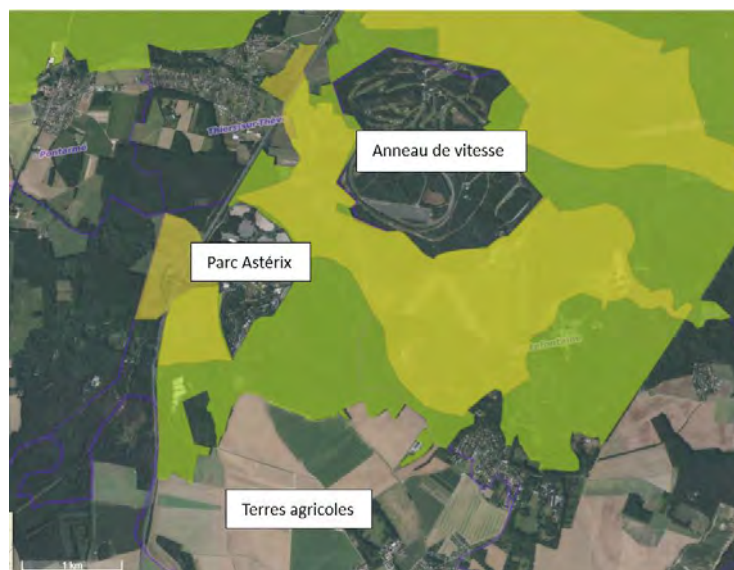 Thiers-sur-Thève
Pontarmé
Anneau de vitesse
Parc Astérix
Terres agricoles
1 km